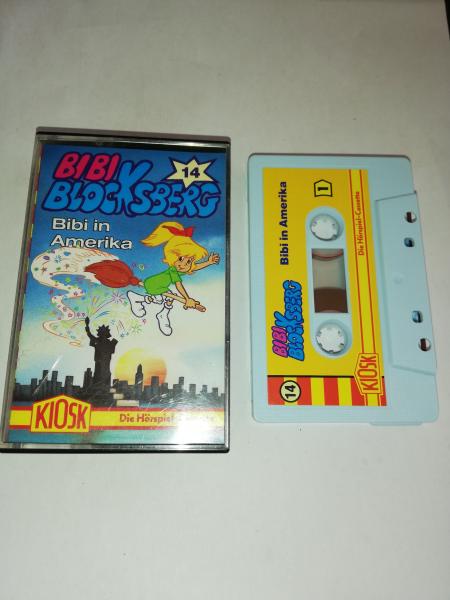 BIBI
BLOCKSBERG
14
Bibi in
Amerika
KIOSK
Die Hörspiel-Cassette
14
BIBI
BLOCKSBERG
Bibi in Amerika
1
KIOSK
Die Hörspiel-Cassette